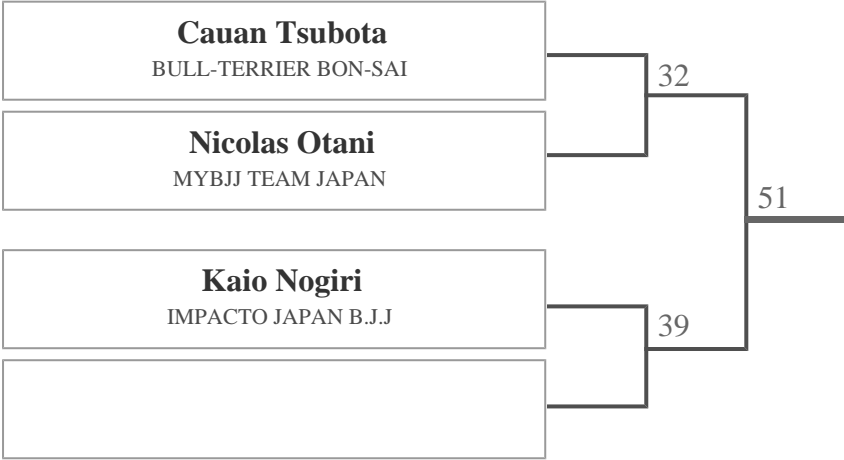 Cauan Tsubota
BULL-TERRIER BON-SAI
32
Nicolas Otani
MYBJJ TEAM JAPAN
51
Kaio Nogiri
IMPACTO JAPAN B.J.J
39